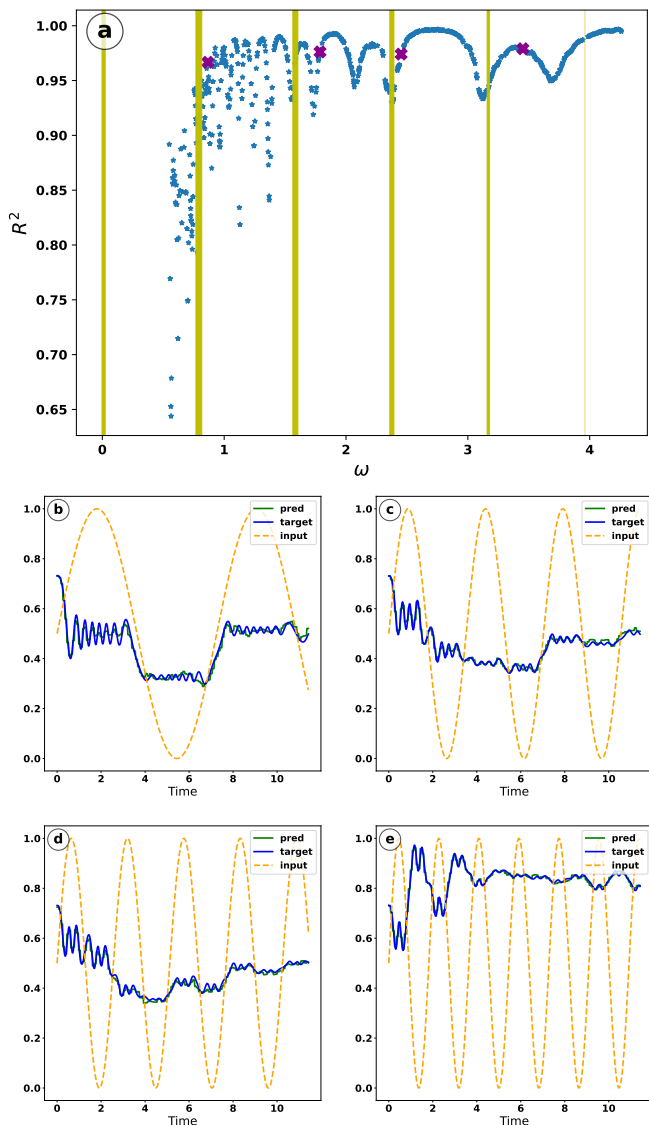 a
1.00
0.95
0.90
0.85
0.80
0.75
0.70
0.65
R²
0 1 2 3 4
ω
b
pred
target
input
1.0
0.8
0.6
0.4
0.2
0.0
0 2 4 6 8 10
Time
c
pred
target
input
1.0
0.8
0.6
0.4
0.2
0.0
0 2 4 6 8 10
Time
d
pred
target
input
1.0
0.8
0.6
0.4
0.2
0.0
0 2 4 6 8 10
Time
e
pred
target
input
1.0
0.8
0.6
0.4
0.2
0.0
0 2 4 6 8 10
Time